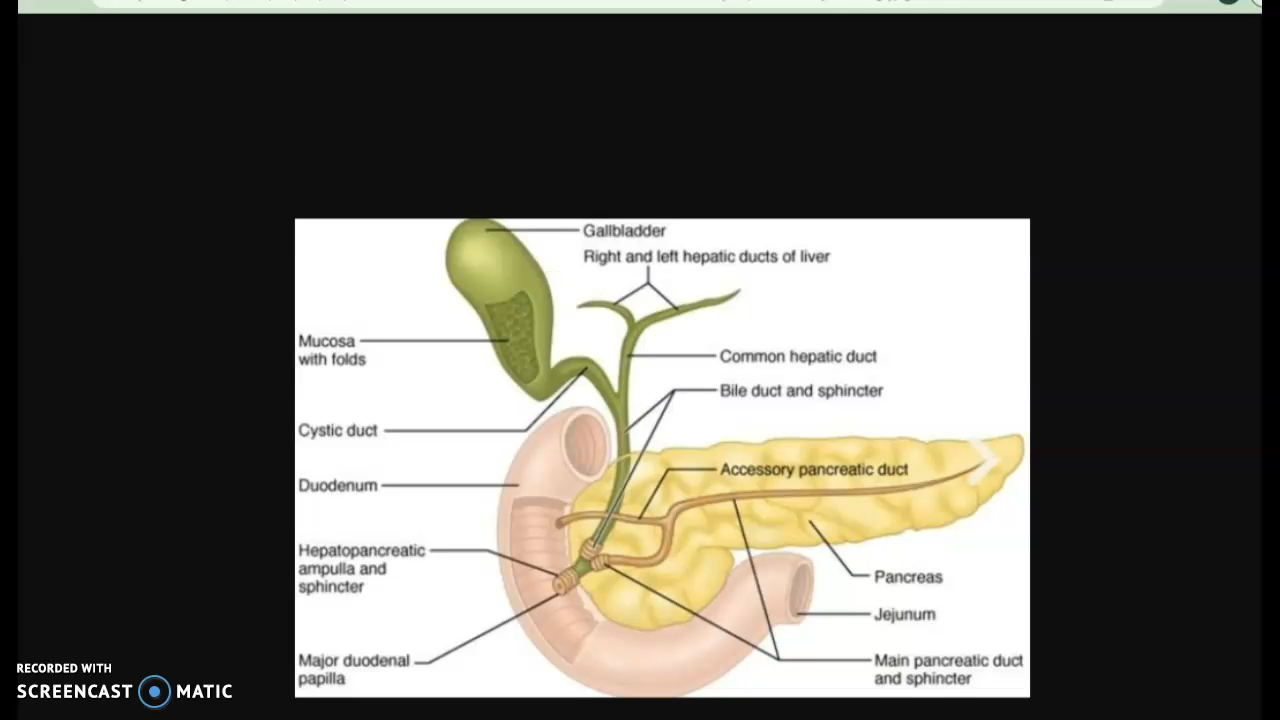 Gallbladder
Right and left hepatic ducts of liver
Mucosa
with folds
Common hepatic duct
Bile duct and sphincter
Cystic duct
Accessory pancreatic duct
Duodenum
Hepatopancreatic
ampulla and
sphincter
Pancreas
Jejunum
Major duodenal
papilla
Main pancreatic duct
and sphincter
RECORDED WITH
SCREENCAST MATIC